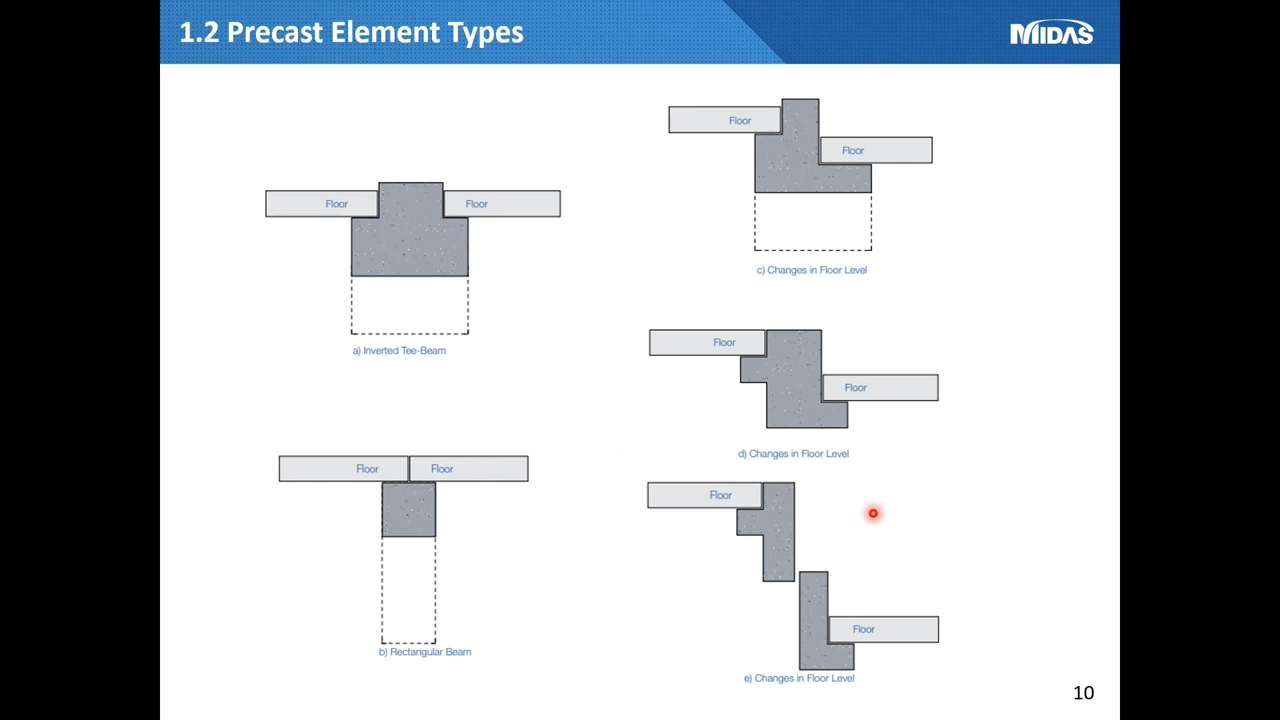 1.2 Precast Element Types
MIDAS
Floor
Floor
a) Inverted Tee-Beam
Floor
Floor
b) Rectangular Beam
Floor
Floor
c) Changes in Floor Level
Floor
Floor
d) Changes in Floor Level
Floor
Floor
e) Changes in Floor Level
10